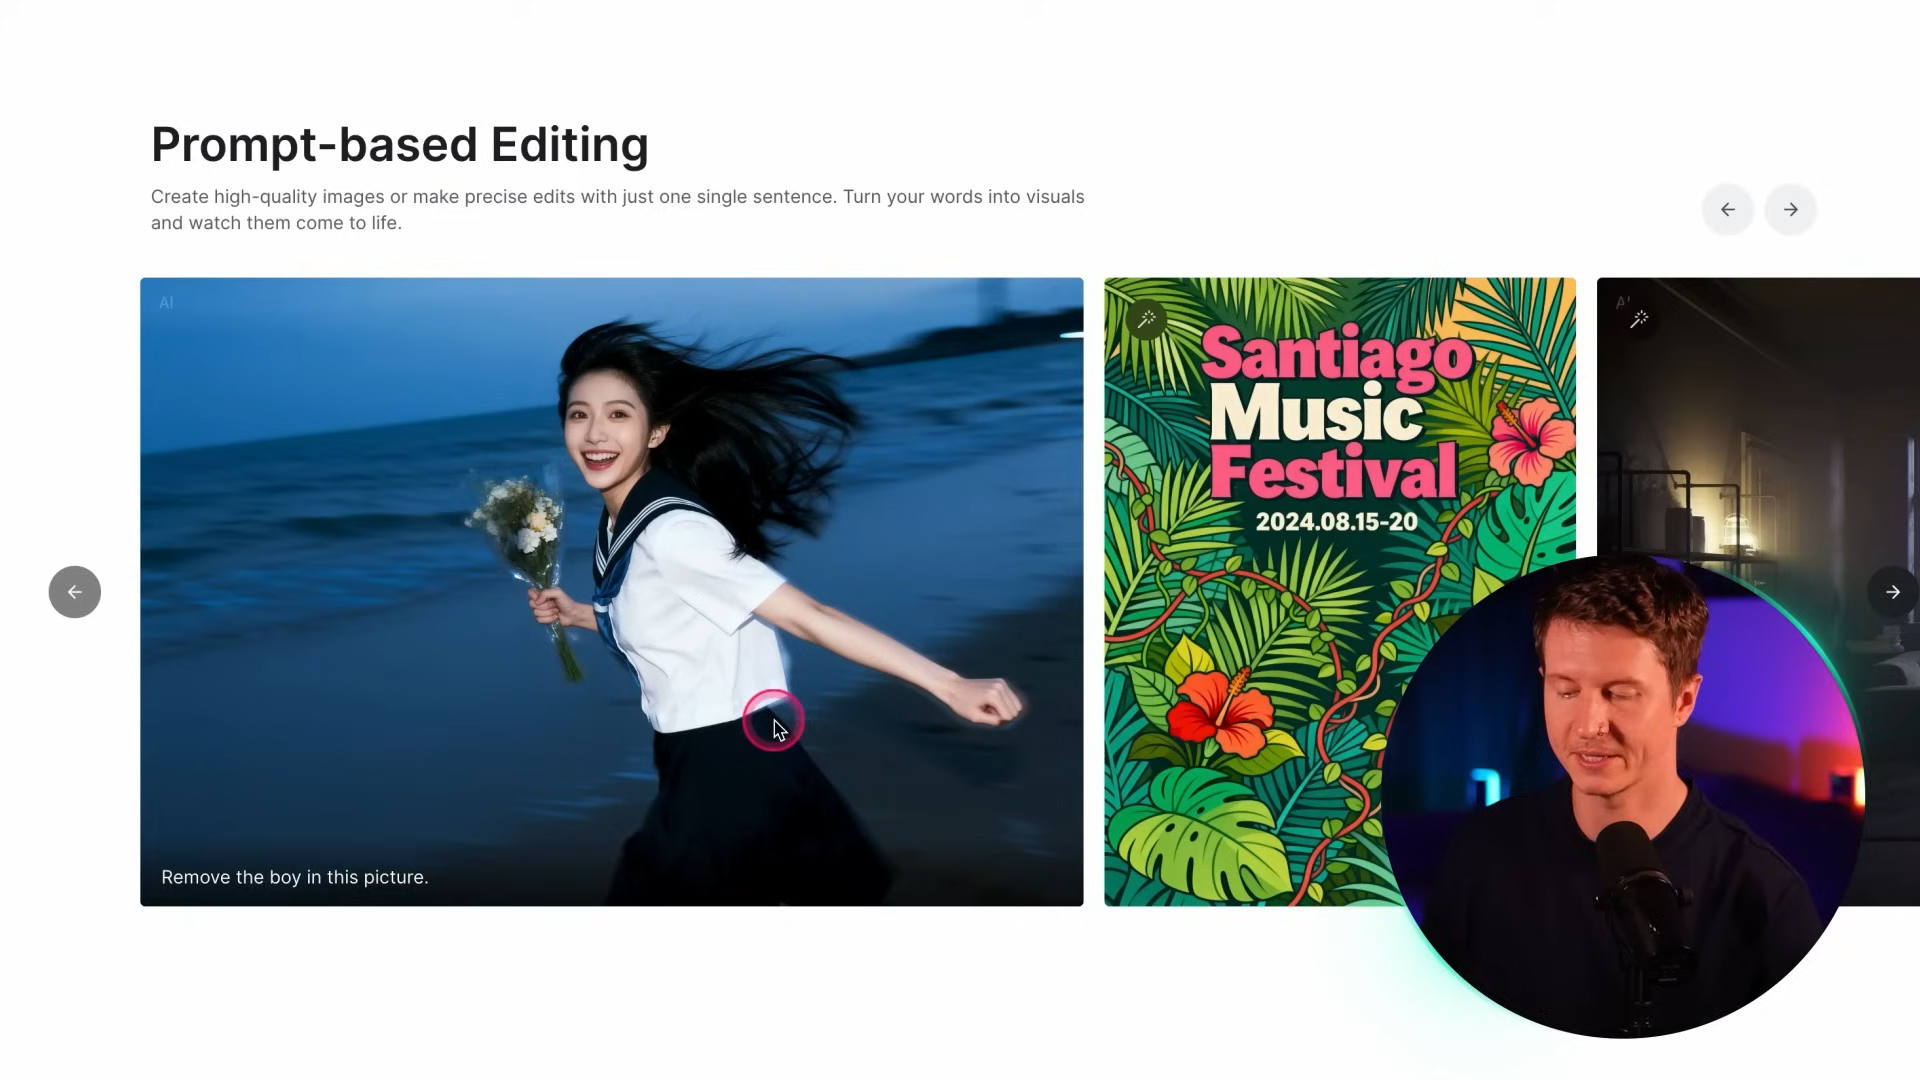 Prompt-based Editing
Create high-quality images or make precise edits with just one single sentence. Turn your words into visuals
and watch them come to life.
AI
Santiago
Music
Festival
2024.08.15-20
Remove the boy in this picture.